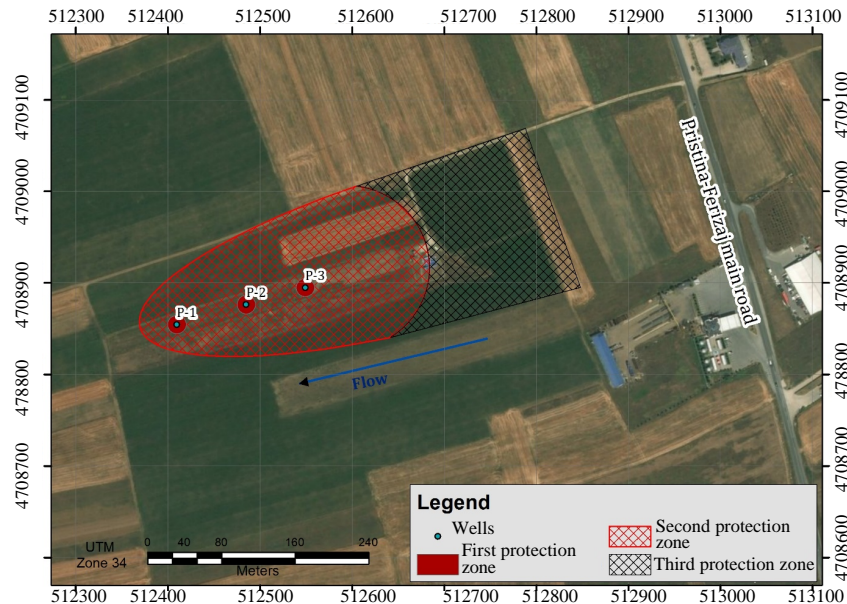 512300 512400 512500 512600 512700 512800 512900 513000 513100
4709100 4709100
4709000 4709000
4708900 4708900
478800 4708800
4708700 4708700
4708600
Pristina-Ferizaj main road
P-3
P-2
P-1
Flow
Legend
Wells
First protection
zone
Second protection
zone
Third protection zone
UTM
Zone 34
0 40 80 160 240
Meters
512300 512400 512500 512600 512700 512800 512900 513000 513100